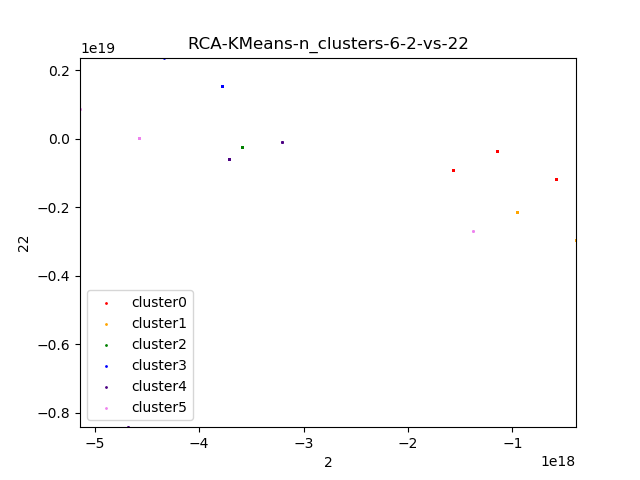 RCA-KMeans-n_clusters-6-2-vs-22
1e19
0.2
0.0
−0.2
−0.4
−0.6
−0.8
22
cluster0
cluster1
cluster2
cluster3
cluster4
cluster5
−5
−4
−3
−2
−1
2
1e18